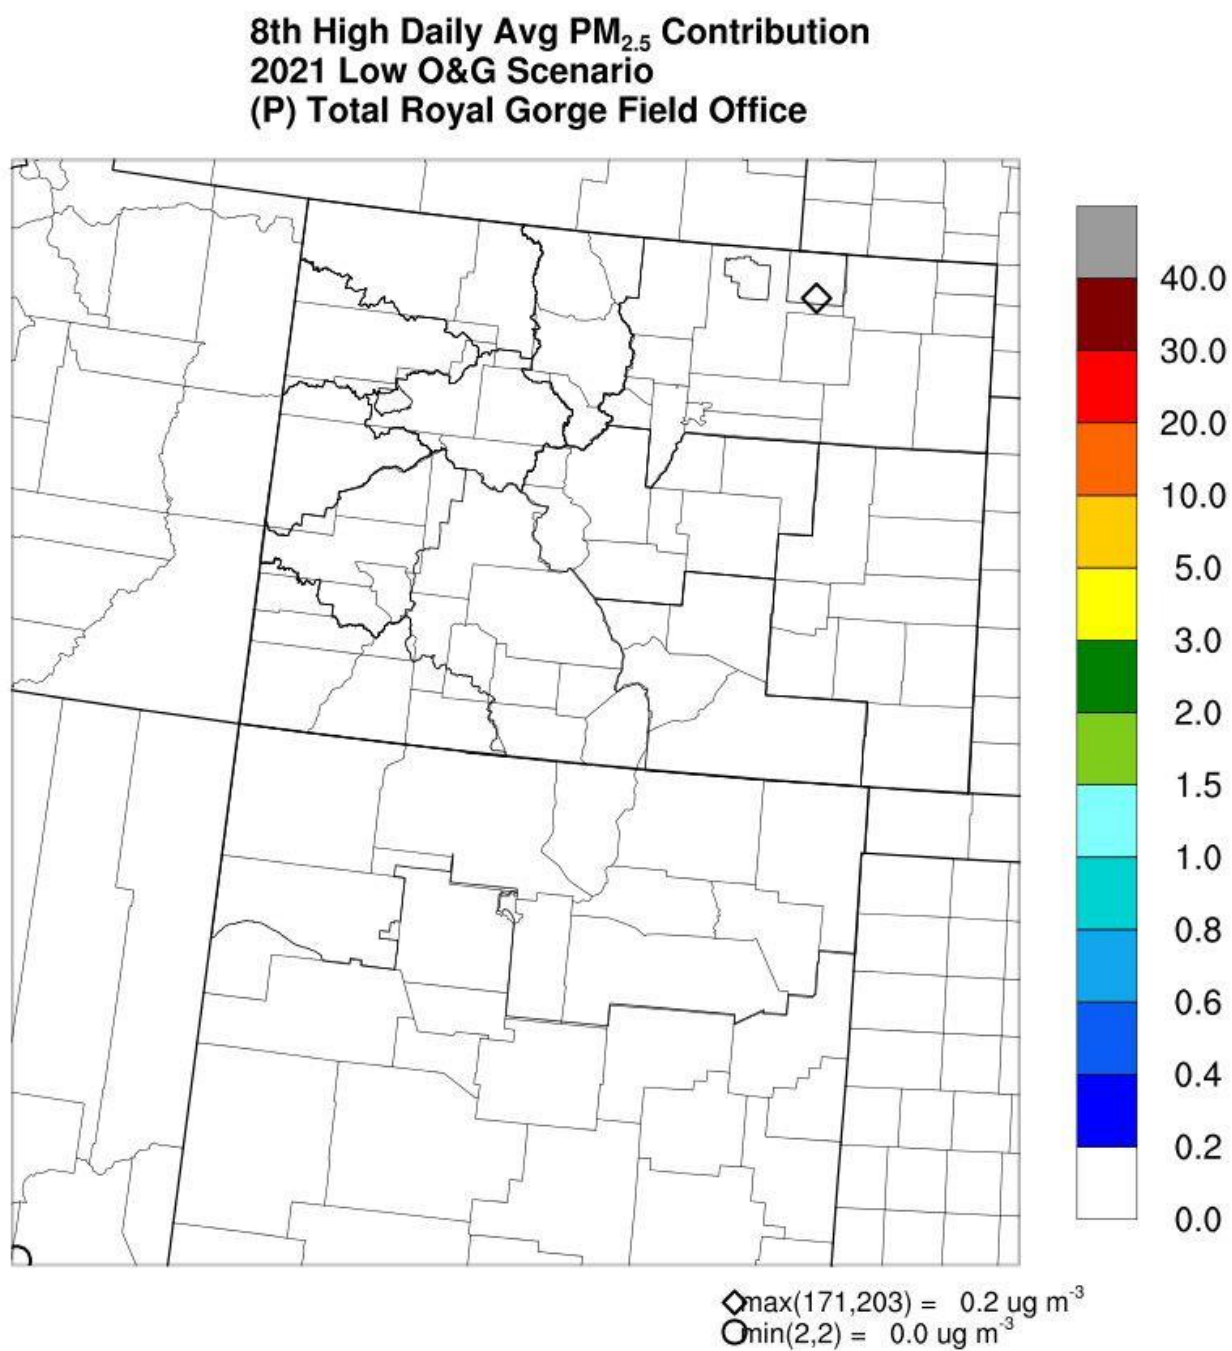 8th High Daily Avg PM2.5 Contribution
2021 Low O&G Scenario
(P) Total Royal Gorge Field Office
40.0
30.0
20.0
10.0
5.0
3.0
2.0
1.5
1.0
0.8
0.6
0.4
0.2
0.0
max(171,203) = 0.2 ug m-3
min(2,2) = 0.0 ug m-3